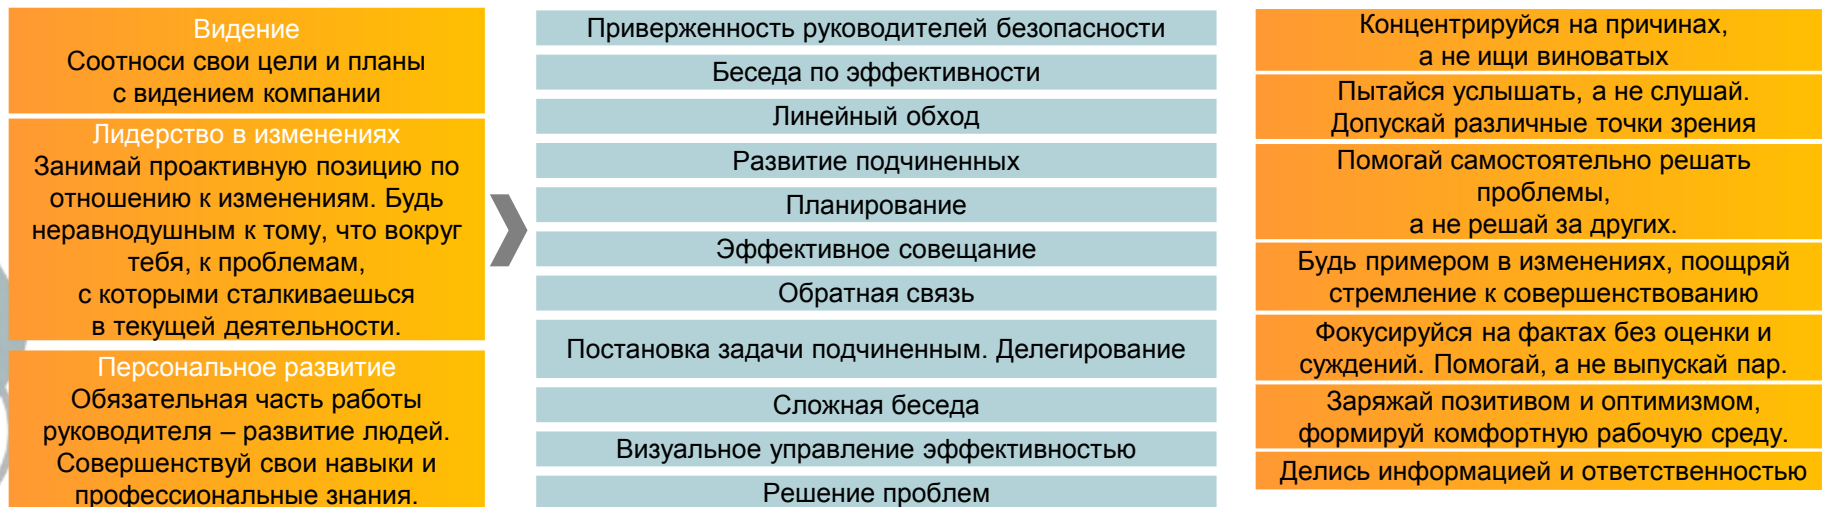 Видение
Соотноси свои цели и планы
с видением компании
Лидерство в изменениях
Занимай проактивную позицию по
отношению к изменениям. Будь
неравнодушным к тому, что вокруг
тебя, к проблемам,
с которыми сталкиваешься
в текущей деятельности.
Персональное развитие
Обязательная часть работы
руководителя – развитие людей.
Совершенствуй свои навыки и
профессиональные знания.
Приверженность руководителей безопасности
Беседа по эффективности
Линейный обход
Развитие подчиненных
Планирование
Эффективное совещание
Обратная связь
Постановка задачи подчиненным. Делегирование
Сложная беседа
Визуальное управление эффективностью
Решение проблем
Концентрируйся на причинах,
а не ищи виноватых
Пытайся услышать, а не слушай.
Допускай различные точки зрения
Помогай самостоятельно решать
проблемы,
а не решай за других.
Будь примером в изменениях, поощряй
стремление к совершенствованию
Фокусируйся на фактах без оценки и
суждений. Помогай, а не выпускай пар.
Заряжай позитивом и оптимизмом,
формируй комфортную рабочую среду.
Делись информацией и ответственностью